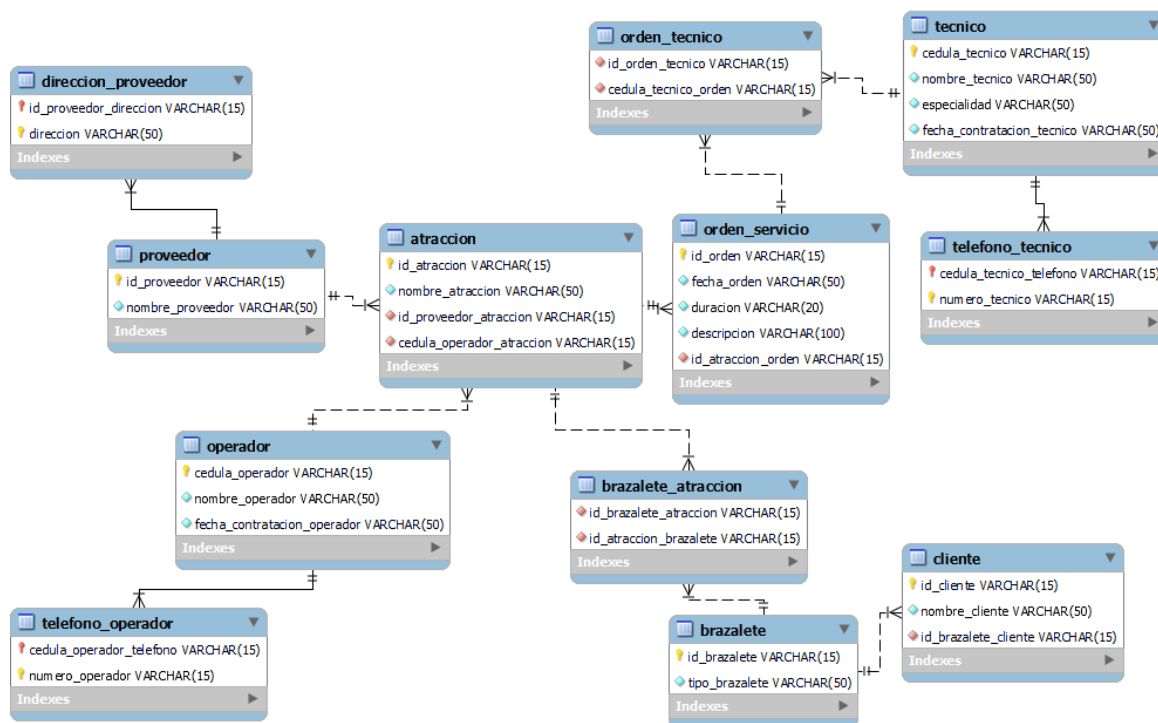 orden_tecnico
id_orden_tecnico VARCHAR(15)
cedula_tecnico_orden VARCHAR(15)
Indexes
tecnico
cedula_tecnico VARCHAR(15)
nombre_tecnico VARCHAR(50)
especialidad VARCHAR(50)
fecha_contratacion_tecnico VARCHAR(50)
Indexes
direccion_proveedor
id_proveedor_direccion VARCHAR(15)
direccion VARCHAR(50)
Indexes
proveedor
id_proveedor VARCHAR(15)
nombre_proveedor VARCHAR(50)
Indexes
atraccion
id_atraccion VARCHAR(15)
nombre_atraccion VARCHAR(50)
id_proveedor_atraccion VARCHAR(15)
cedula_operador_atraccion VARCHAR(15)
Indexes
orden_servicio
id_orden VARCHAR(15)
fecha_orden VARCHAR(50)
duracion VARCHAR(20)
descripcion VARCHAR(100)
id_atraccion_orden VARCHAR(15)
Indexes
telefono_tecnico
cedula_tecnico_telefono VARCHAR(15)
numero_tecnico VARCHAR(15)
Indexes
operador
cedula_operador VARCHAR(15)
nombre_operador VARCHAR(50)
fecha_contratacion_operador VARCHAR(50)
Indexes
brazalete_atraccion
id_brazalete_atraccion VARCHAR(15)
id_atraccion_brazalete VARCHAR(15)
Indexes
cliente
id_cliente VARCHAR(15)
nombre_cliente VARCHAR(50)
id_brazalete_cliente VARCHAR(15)
Indexes
telefono_operador
cedula_operador_telefono VARCHAR(15)
numero_operador VARCHAR(15)
Indexes
brazalete
id_brazalete VARCHAR(15)
tipo_brazalete VARCHAR(50)
Indexes